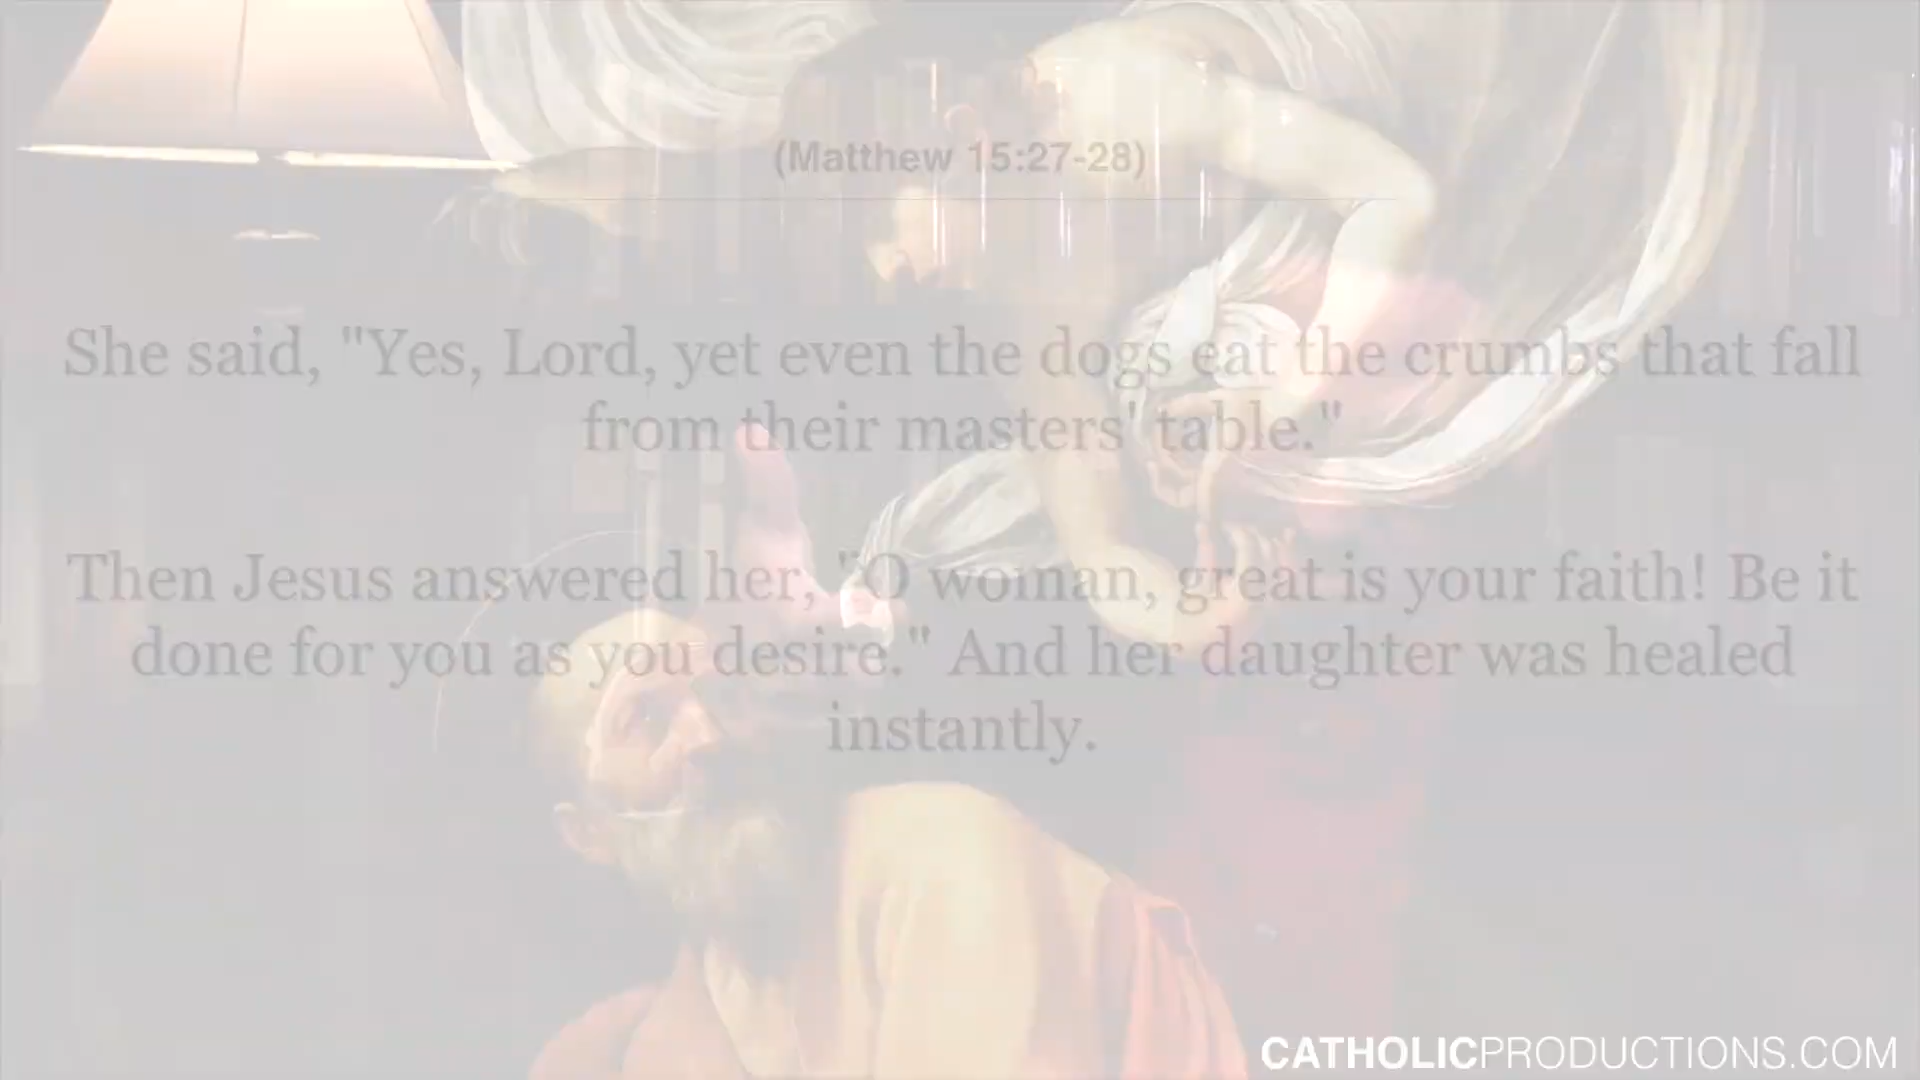 (Matthew 15:27-28)
She said, "Yes, Lord, yet even the dogs eat the crumbs that fall
from their masters' table."
Then Jesus answered her, "O woman, great is your faith! Be it
done for you as you desire." And her daughter was healed
instantly.
CATHOLICPRODUCTIONS.COM